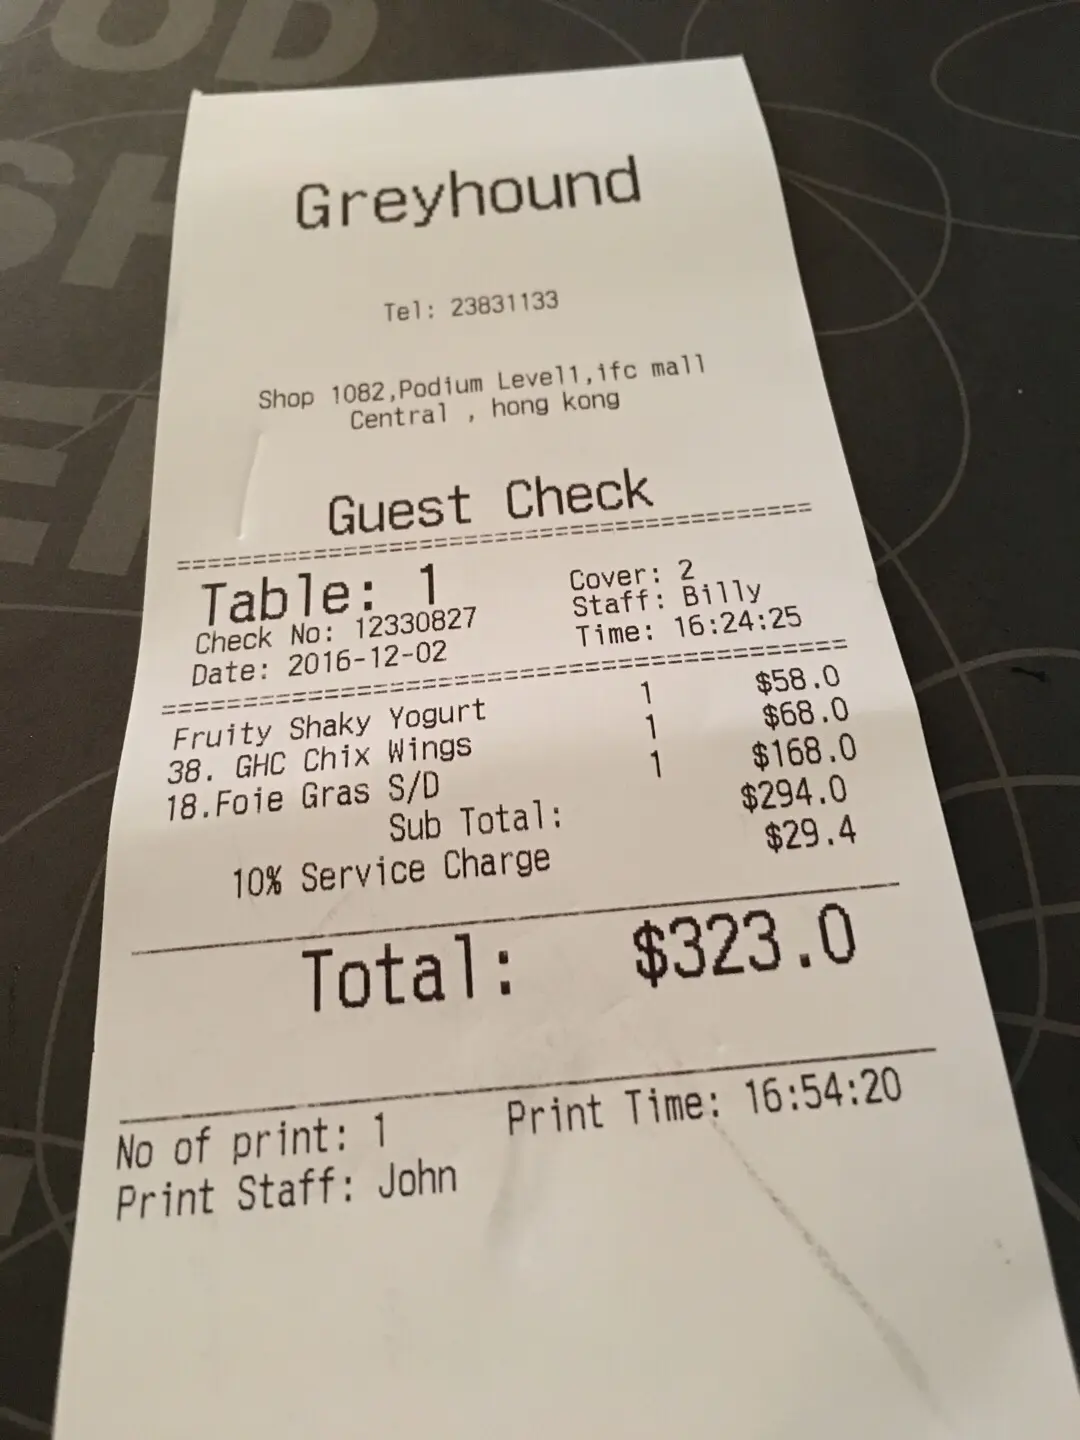 Greyhound
Tel: 23831133
Shop 1082,Podium Level1,ifc mall
Central , hong kong
Guest Check
========================================
Table: 1 Cover: 2
Check No: 12330827 Staff: Billy
Date: 2016-12-02 Time: 16:24:25
========================================
Fruity Shaky Yogurt 1 $58.0
38. GHC Chix Wings 1 $68.0
18.Foie Gras S/D 1 $168.0
Sub Total: $294.0
10% Service Charge $29.4
Total: $323.0
No of print: 1 Print Time: 16:54:20
Print Staff: John